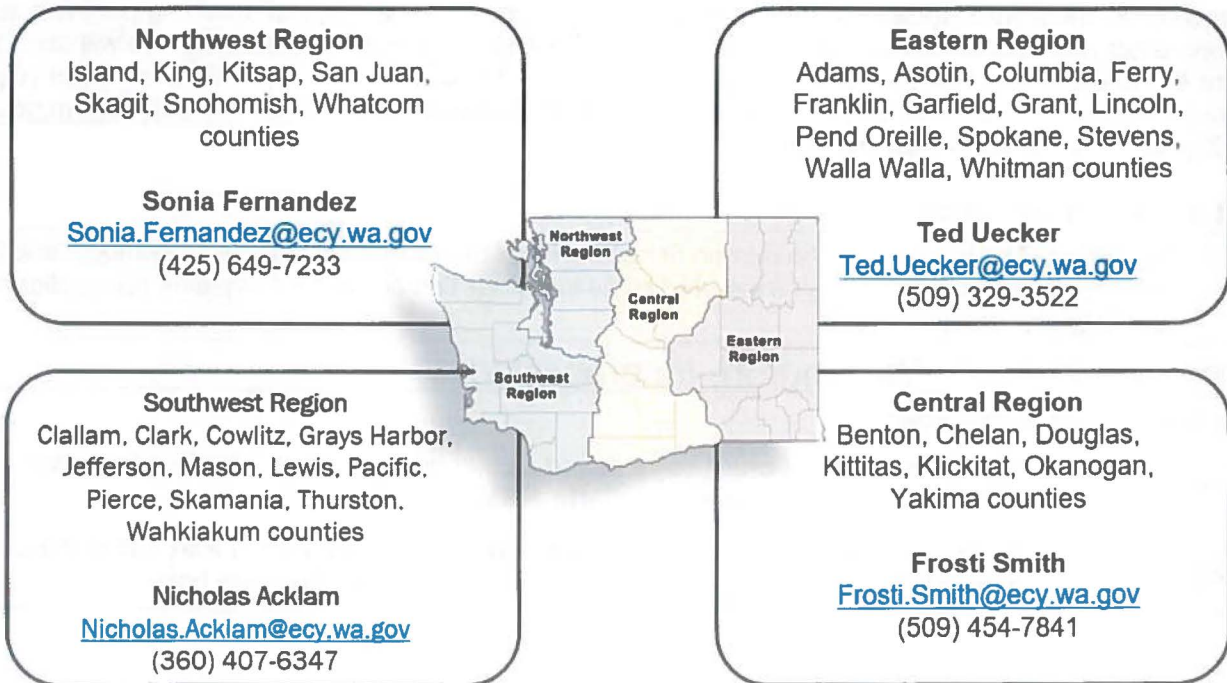 Northwest Region
Island, King, Kitsap, San Juan,
Skagit, Snohomish, Whatcom
counties
Sonia Fernandez
Sonia.Fernandez@ecy.wa.gov
(425) 649-7233
Eastern Region
Adams, Asotin, Columbia, Ferry,
Franklin, Garfield, Grant, Lincoln,
Pend Oreille, Spokane, Stevens,
Walla Walla, Whitman counties
Ted Uecker
Ted.Uecker@ecy.wa.gov
(509) 329-3522
Northwest
Region
Central
Region
Eastern
Region
Southwest
Region
Southwest Region
Clallam, Clark, Cowlitz, Grays Harbor,
Jefferson, Mason, Lewis, Pacific,
Pierce, Skamania, Thurston,
Wahkiakum counties
Nicholas Acklam
Nicholas.Acklam@ecy.wa.gov
(360) 407-6347
Central Region
Benton, Chelan, Douglas,
Kittitas, Klickitat, Okanogan,
Yakima counties
Frosti Smith
Frosti.Smith@ecy.wa.gov
(509) 454-7841